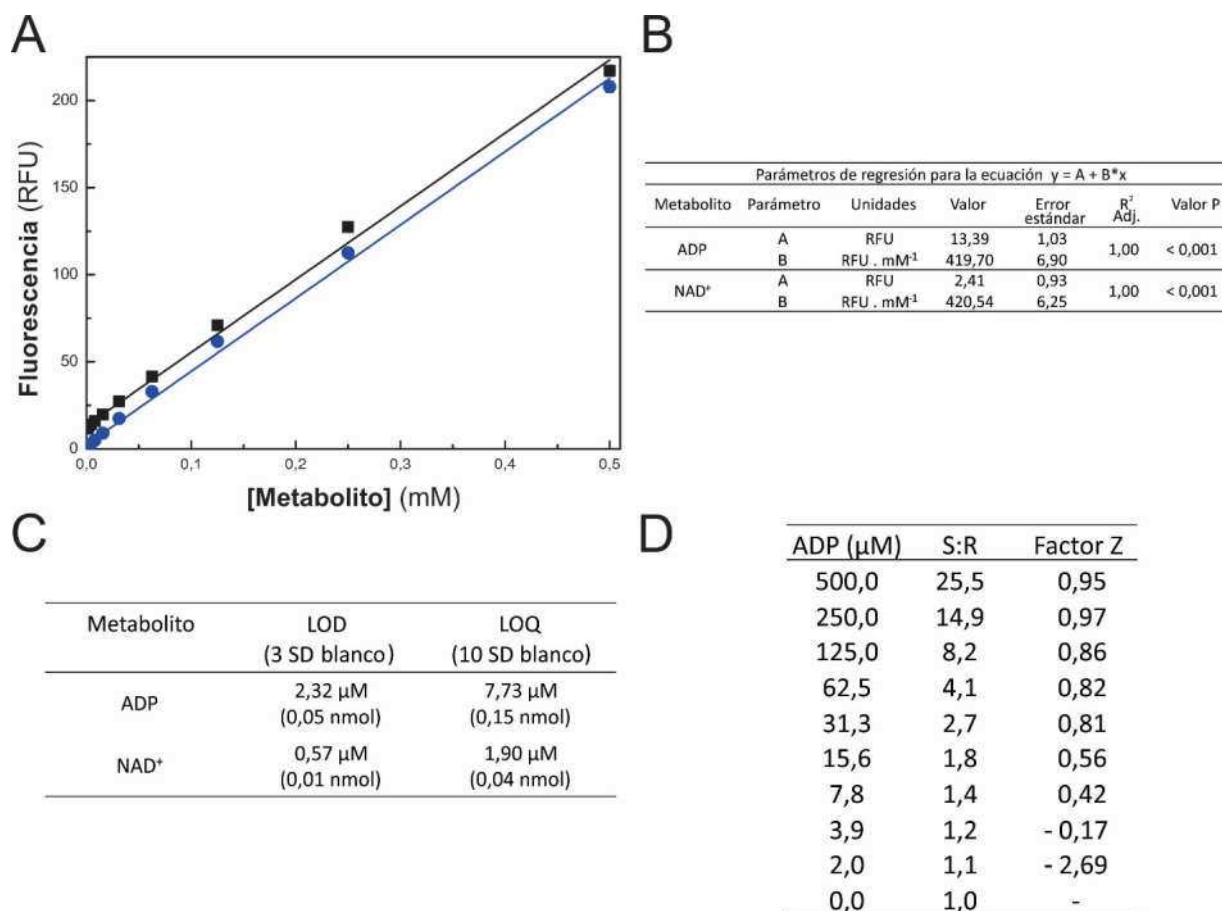 A
Fluorescencia (RFU)
200
150
100
50
0
0,0 0,1 0,2 0,3 0,4 0,5
[Metabolito] (mM)
B
Parámetros de regresión para la ecuación y = A + B*x
Metabolito Parámetro Unidades Valor Error estándar R² Adj. Valor P
ADP A RFU 13,39 1,03 1,00 < 0,001
B RFU . mM⁻¹ 419,70 6,90
NAD⁺ A RFU 2,41 0,93 1,00 < 0,001
B RFU . mM⁻¹ 420,54 6,25
C
Metabolito LOD LOQ
(3 SD blanco) (10 SD blanco)
ADP 2,32 µM 7,73 µM
(0,05 nmol) (0,15 nmol)
NAD⁺ 0,57 µM 1,90 µM
(0,01 nmol) (0,04 nmol)
D
ADP (µM) S:R Factor Z
500,0 25,5 0,95
250,0 14,9 0,97
125,0 8,2 0,86
62,5 4,1 0,82
31,3 2,7 0,81
15,6 1,8 0,56
7,8 1,4 0,42
3,9 1,2 - 0,17
2,0 1,1 - 2,69
0,0 1,0 -